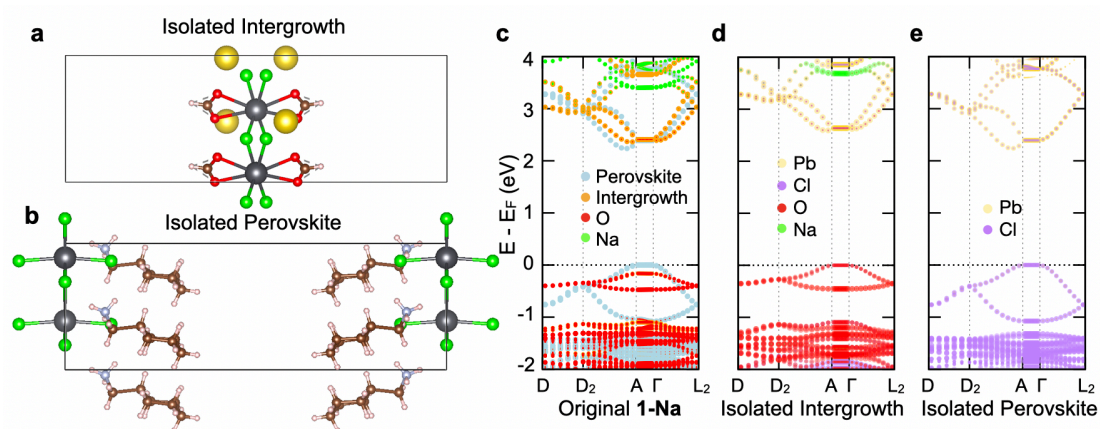 a
Isolated Intergrowth
b
Isolated Perovskite
c
d
e
E - EF (eV)
4
3
2
1
0
-1
-2
Perovskite
Intergrowth
O
Na
Pb
Cl
O
Na
Pb
Cl
D D2 A Γ L2
D D2 A Γ L2
D D2 A Γ L2
Original 1-Na
Isolated Intergrowth
Isolated Perovskite